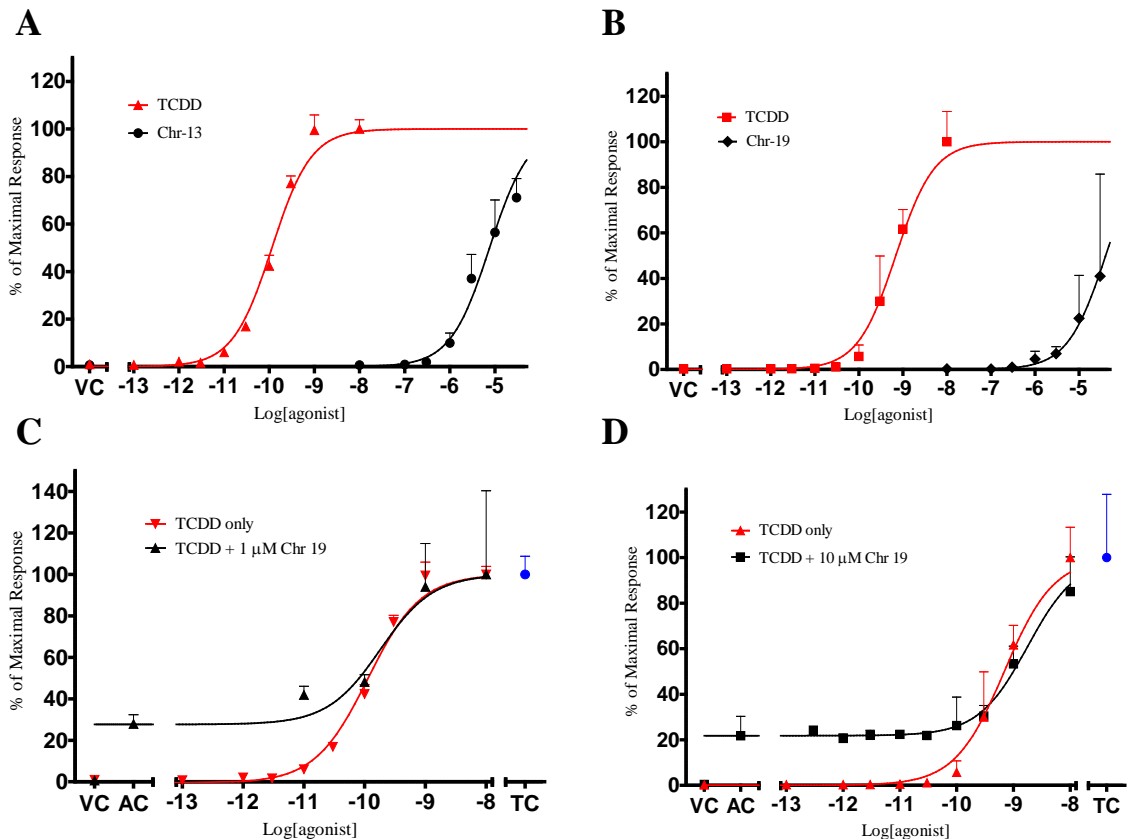 A
% of Maximal Response
120
100
80
60
40
20
0
TCDD
Chr-13
VC -13 -12 -11 -10 -9 -8 -7 -6 -5
Log[agonist]
B
% of Maximal Response
120
100
80
60
40
20
0
TCDD
Chr-19
VC -13 -12 -11 -10 -9 -8 -7 -6 -5
Log[agonist]
C
% of Maximal Response
140
120
100
80
60
40
20
0
TCDD only
TCDD + 1 μM Chr 19
VC AC -13 -12 -11 -10 -9 -8 TC
Log[agonist]
D
% of Maximal Response
120
100
80
60
40
20
0
TCDD only
TCDD + 10 μM Chr 19
VC AC -13 -12 -11 -10 -9 -8 TC
Log[agonist]